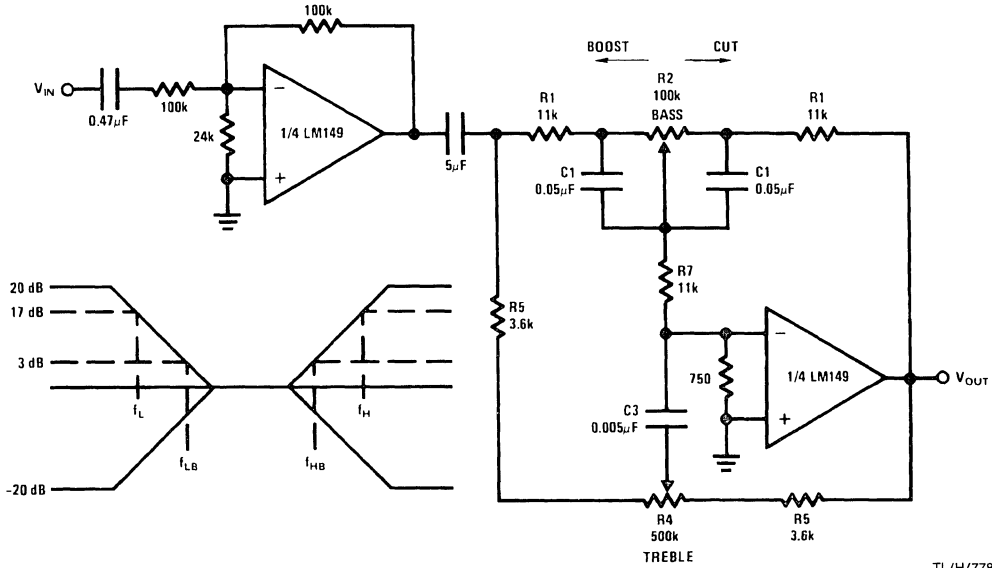 100k
V_IN
0.47μF
100k
24k
−
+
1/4 LM149
5μF
BOOST
CUT
R2
100k
BASS
R1
11k
R1
11k
C1
0.05μF
C1
0.05μF
R7
11k
R5
3.6k
750
−
+
1/4 LM149
V_OUT
C3
0.005μF
R4
500k
TREBLE
R5
3.6k
20 dB
17 dB
3 dB
-20 dB
f_L
f_LB
f_HB
f_H